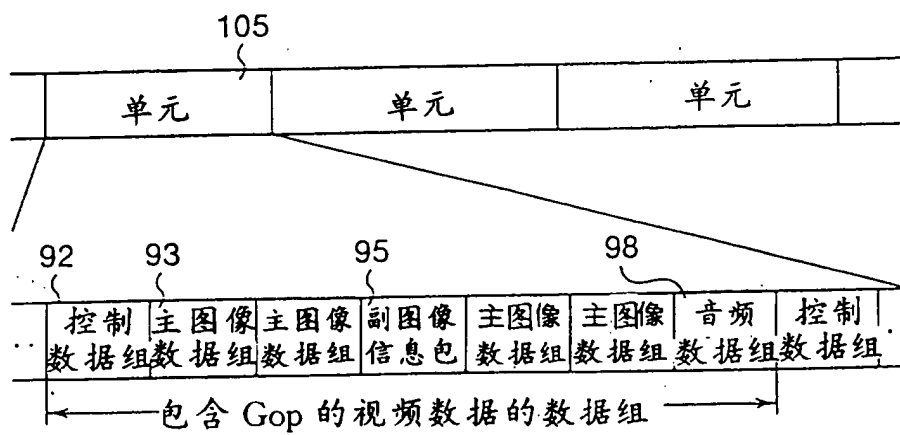 105
单元 单元 单元
92 93 95 98
控制 主图像 主图像 副图像 主图像 主图像 音频 控制
数据组 数据组 数据组 信息包 数据组 数据组 数据组 数据组
包含 Gop 的视频数据的数据组